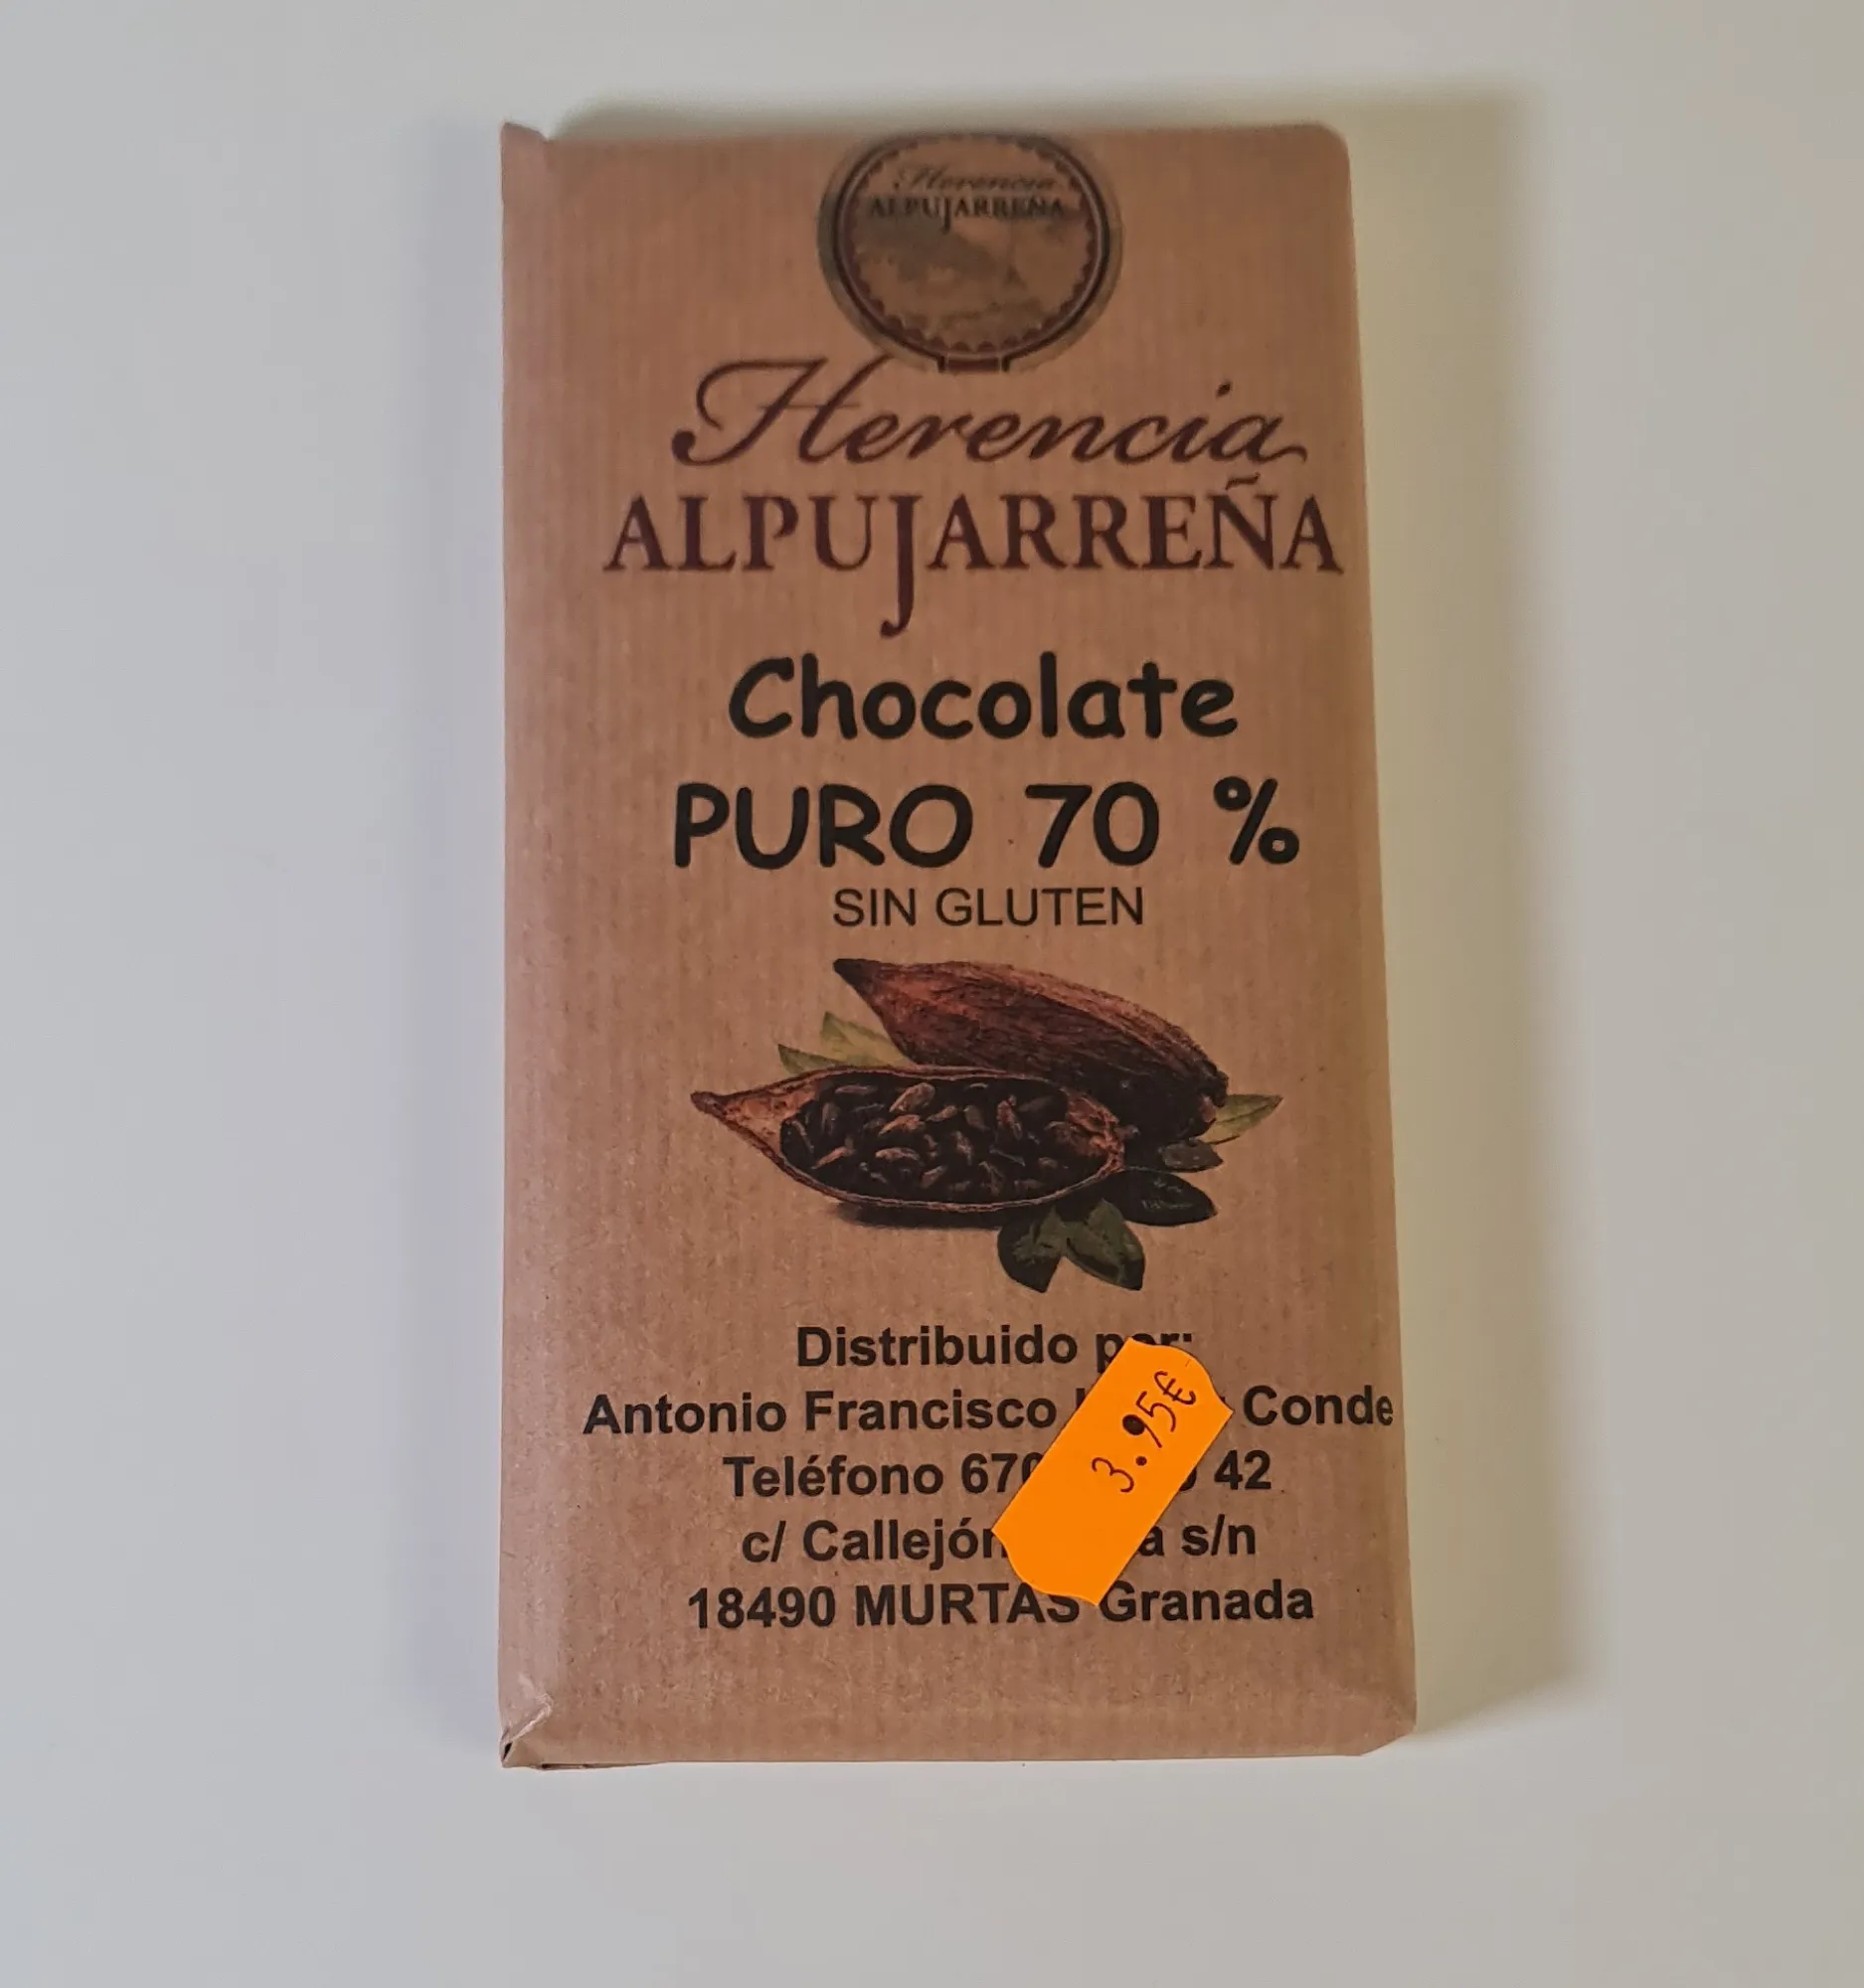 Herencia
ALPUJARREÑA
Herencia
ALPUJARREÑA
Chocolate
PURO 70 %
SIN GLUTEN
Distribuido por:
Antonio Francisco Conde
Teléfono 42
c/ Callejón s/n
18490 MURTAS Granada
3.95€